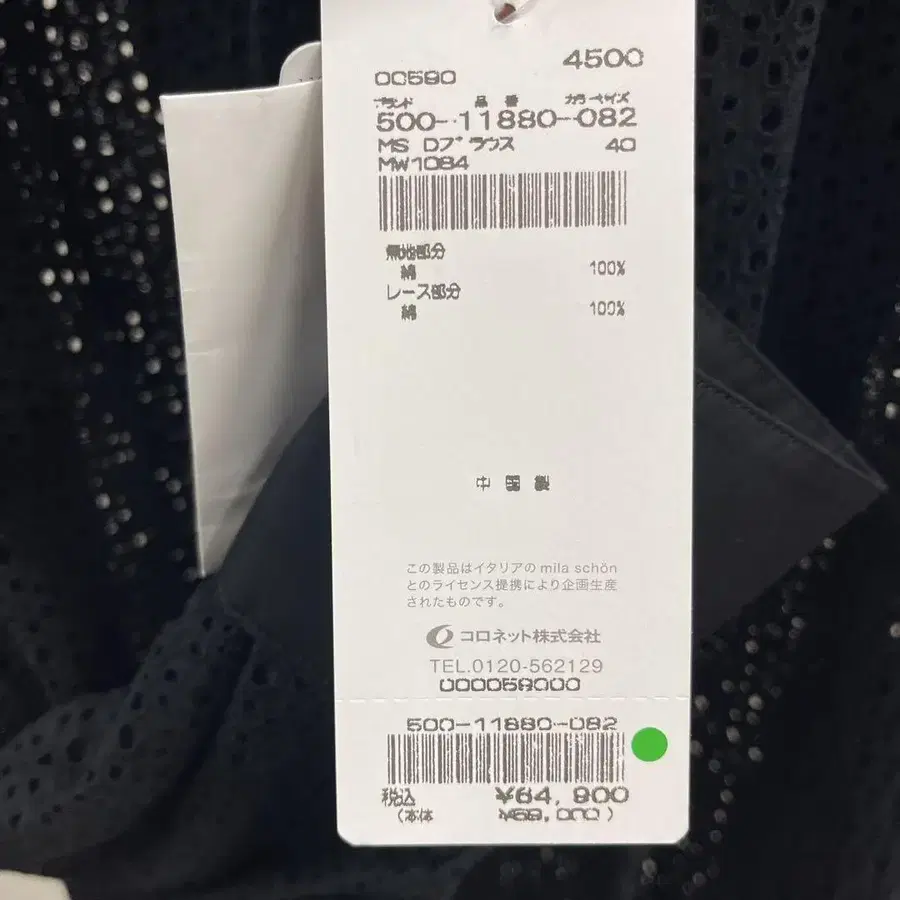 4500
00590
ブランド 品番 カラーサイズ
500-11880-082
MS Dブラウス 40
MW1084
無地部分
綿 100%
レース部分
綿 100%
中国製
この製品はイタリアの mila schön
とのライセンス提携により企画生産
されたものです。
コロネット株式会社
TEL.0120-562129
000059000
500-11880-082
税込 ¥64,900
(本体 ¥59,000)